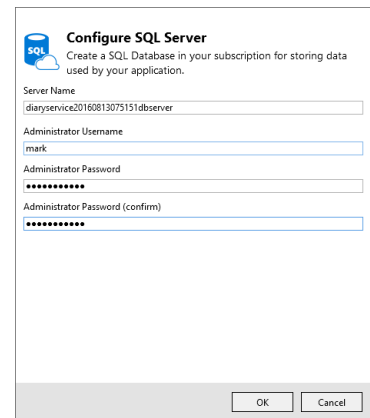 SQL
Configure SQL Server
Create a SQL Database in your subscription for storing data
used by your application.
Server Name
diaryservice20160813075151dbserver
Administrator Username
mark
Administrator Password
●●●●●●●●●●●
Administrator Password (confirm)
●●●●●●●●●●●
OK
Cancel